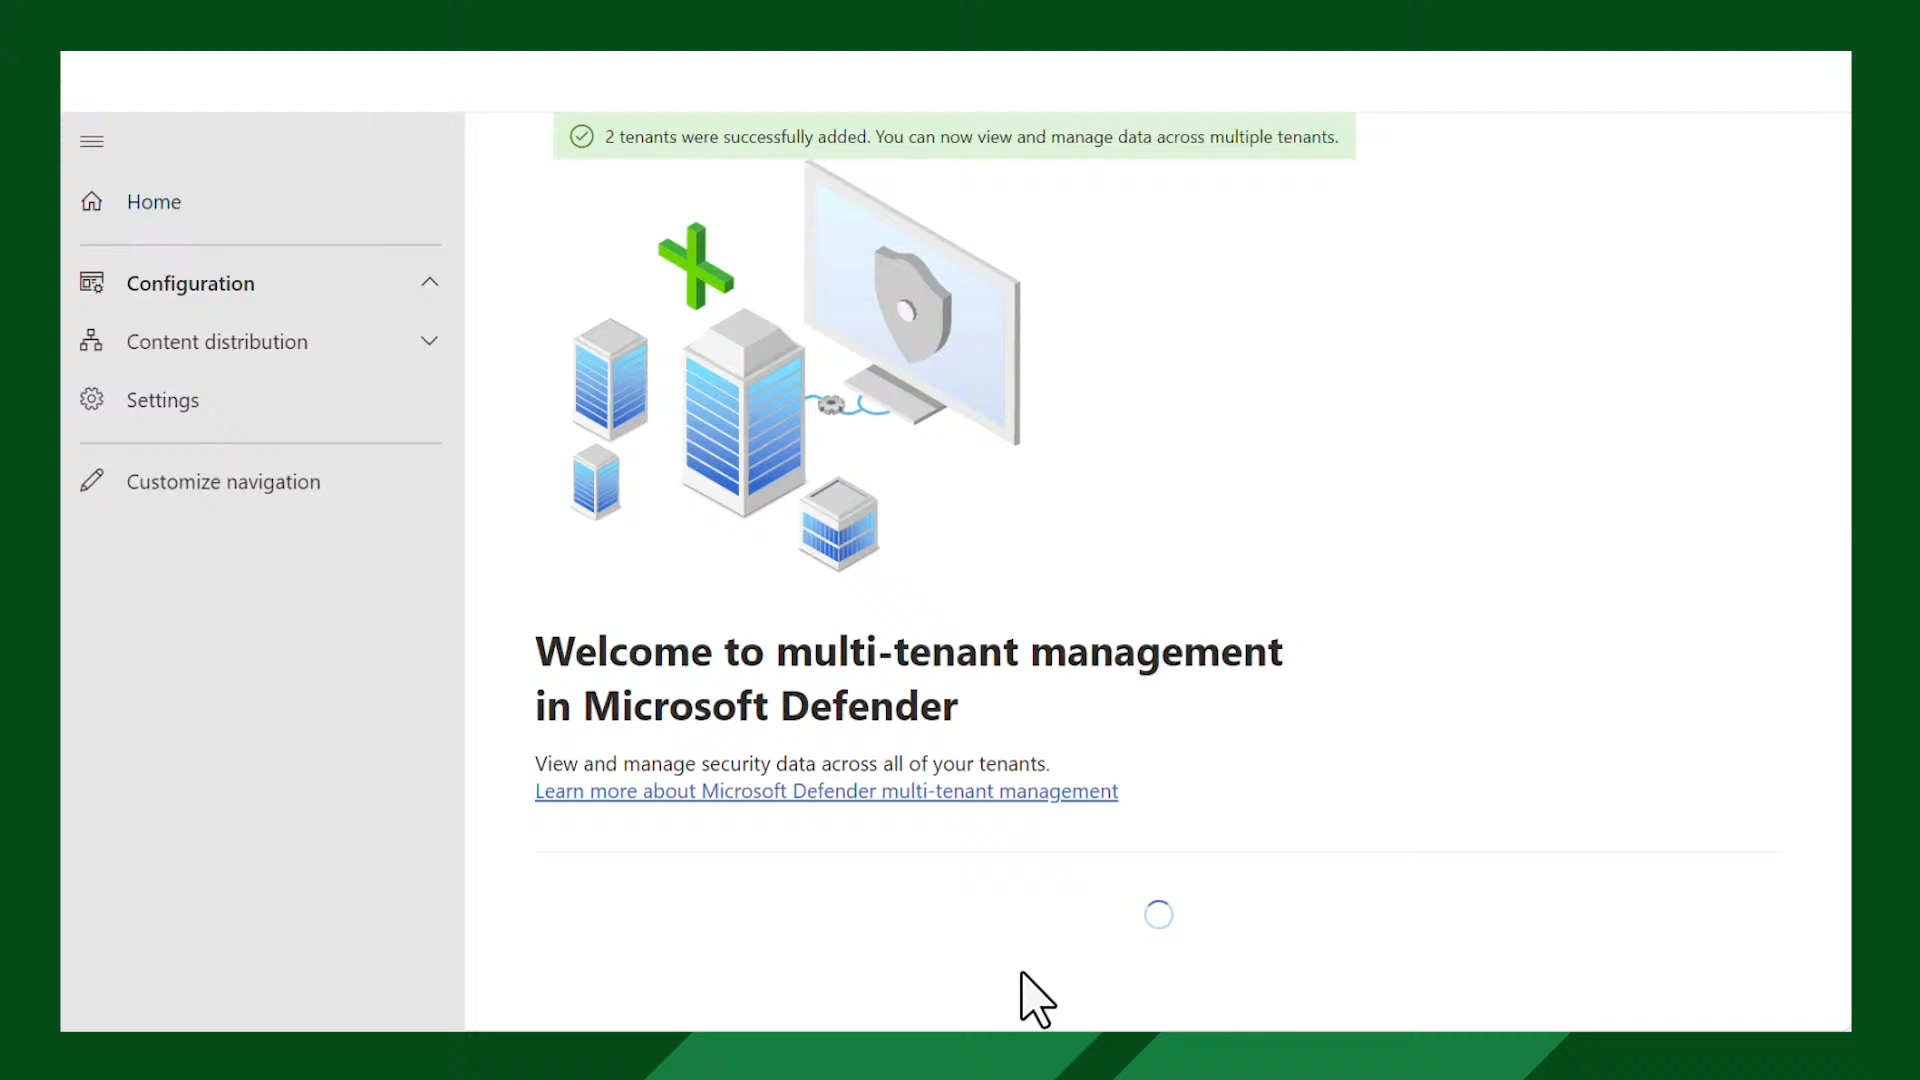 2 tenants were successfully added. You can now view and manage data across multiple tenants.
Home
Configuration
Content distribution
Settings
Customize navigation
Welcome to multi-tenant management
in Microsoft Defender
View and manage security data across all of your tenants.
Learn more about Microsoft Defender multi-tenant management